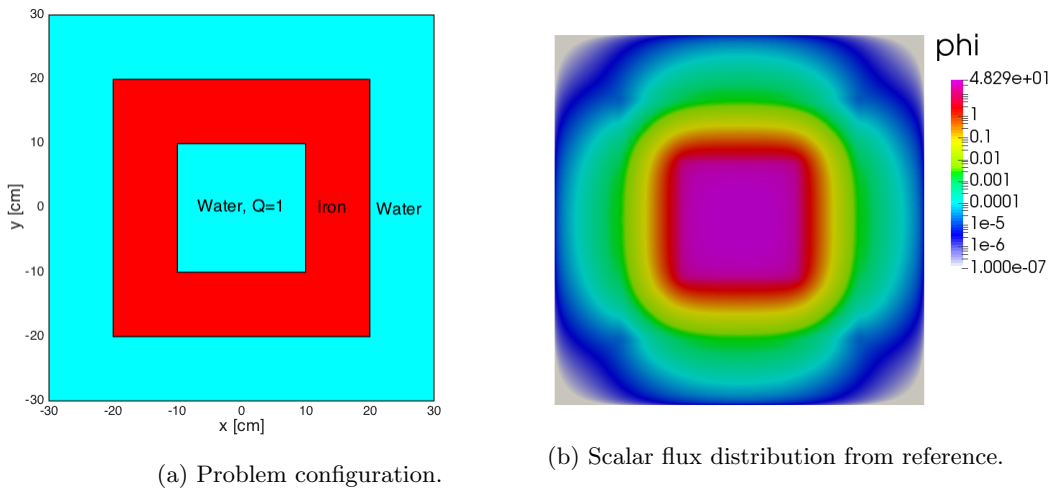 30
20
10
0
-10
-20
-30
y [cm]
Water, Q=1
Iron
Water
-30
-20
-10
0
10
20
30
x [cm]
(a) Problem configuration.
phi
4.829e+01
1
0.1
0.01
0.001
0.0001
1e-5
1e-6
1.000e-07
(b) Scalar flux distribution from reference.